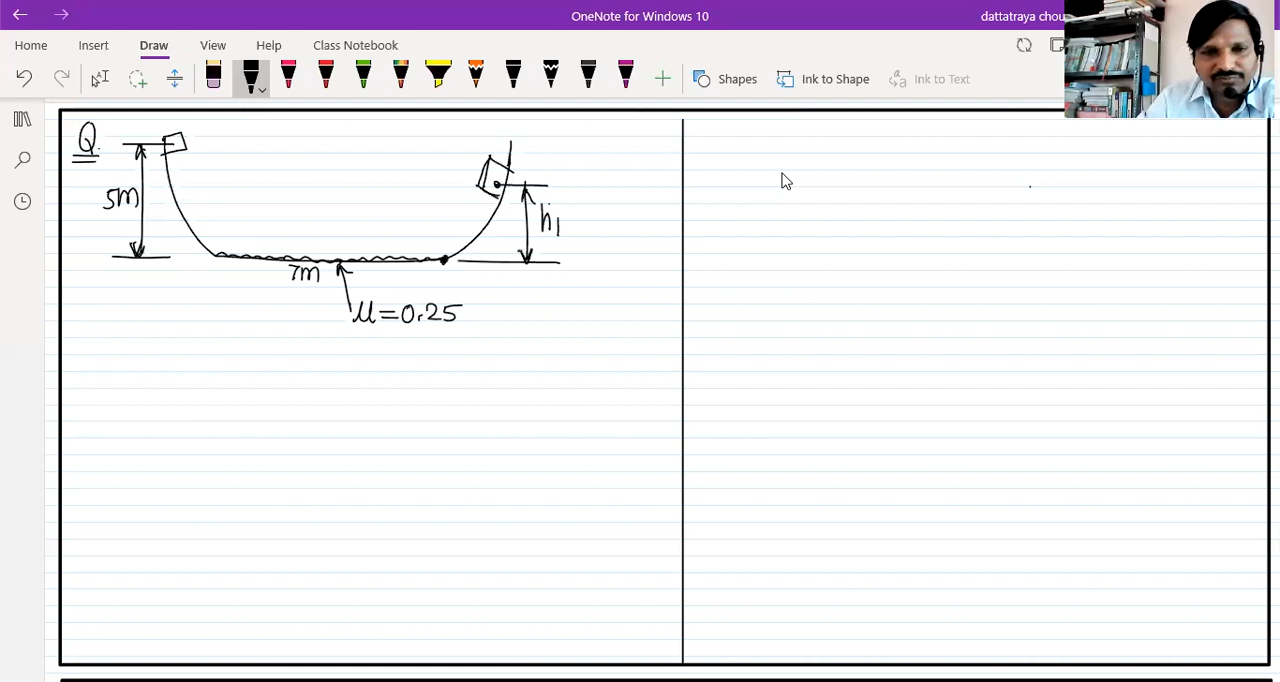 OneNote for Windows 10
dattatraya chou
Home Insert Draw View Help Class Notebook
Shapes Ink to Shape Ink to Text
Q.
5m
h1
7m
μ=0.25